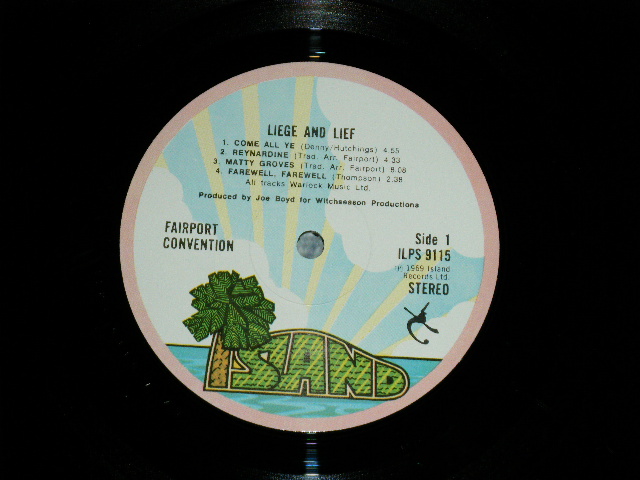 LIEGE AND LIEF
1. COME ALL YE (Denny/Hutchings) 4.55
2. REYNARDINE (Trad. Arr. Fairport) 4.33
3. MATTY GROVES (Trad. Arr. Fairport) 8.08
4. FAREWELL, FAREWELL (Thompson) 2.38
All tracks Warlock Music Ltd.
Produced by Joe Boyd for Witchseason Productions
FAIRPORT
CONVENTION
Side 1
ILPS 9115
℗ 1969 Island
Records Ltd.
STEREO
ISLAND